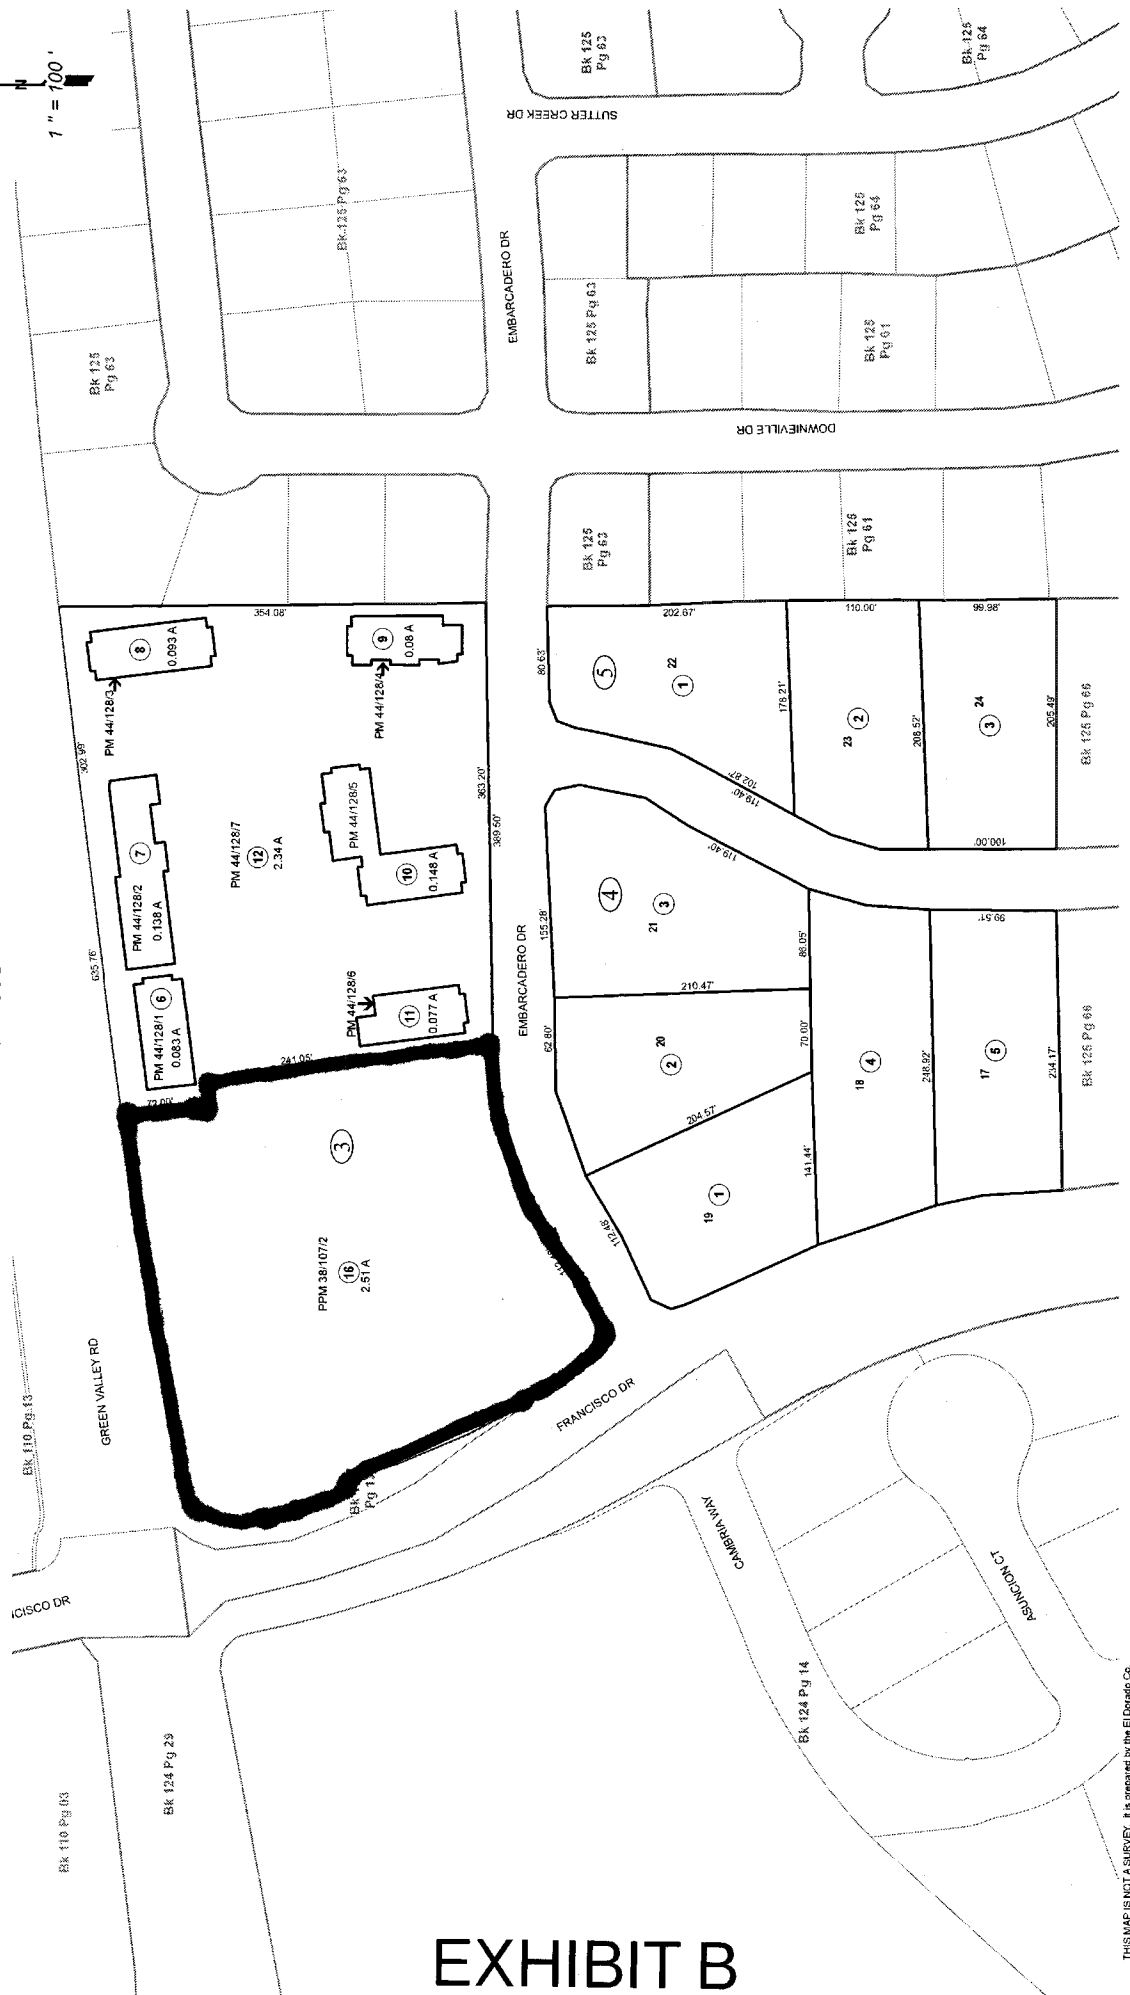 1 " = 100 '
N
Bk 125
Pg 63
Bk 125
Pg 64
SUTTER CREEK DR
Bk 125 Pg 63
Bk 125
Pg 64
EMBARCADERO DR
Bk 125 Pg 63
Bk 125
Pg 63
Bk 125
Pg 61
DOWNIEVILLE DR
Bk 125
Pg 63
Bk 125
Pg 61
354.08'
8
0.093 A
PM 44/128/3
9
0.08 A
PM 44/128/4
302.99'
635.76'
7
PM 44/128/2
0.138 A
PM 44/128/7
12
2.34 A
PM 44/128/5
10
0.148 A
363.20'
389.50'
PM 44/128/1
6
0.083 A
PM 44/128/6
11
0.077 A
72.00'
241.05'
3
PPM 38/107/2
16
2.51 A
EMBARCADERO DR
80.63'
202.67'
110.00'
99.98'
5
22
1
178.21'
23
2
208.52'
24
3
205.49'
102.87'
119.40'
100.00'
Bk 125 Pg 66
155.28'
4
21
3
119.40'
210.47'
88.05'
99.51'
62.80'
20
2
70.00'
204.57'
18
4
248.92'
17
5
234.17'
Bk 125 Pg 66
112.48'
19
1
141.44'
GREEN VALLEY RD
Bk 110 Pg 13
FRANCISCO DR
Bk
Pg
CISCO DR
CAMBRIA WAY
ASUNCION CT
Bk 124 Pg 14
Bk 124 Pg 29
Bk 110 Pg 03
EXHIBIT B
THIS MAP IS NOT A SURVEY. It is prepared by the El Dorado Co.